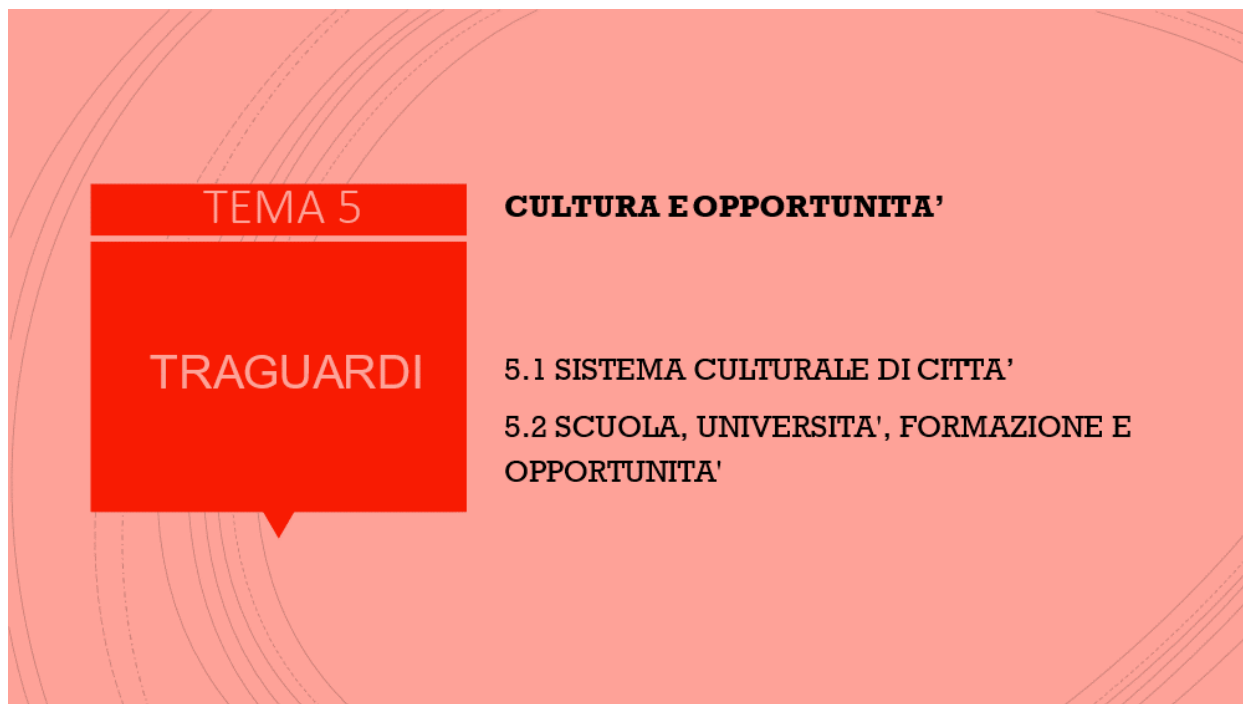 TEMA 5
CULTURA E OPPORTUNITA’
TRAGUARDI
5.1 SISTEMA CULTURALE DI CITTA’
5.2 SCUOLA, UNIVERSITA', FORMAZIONE E
OPPORTUNITA'